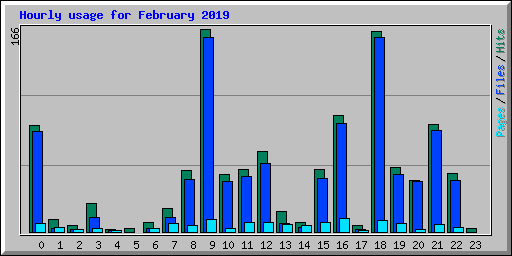 Hourly usage for February 2019
166
Pages/Files/Hits
0 1 2 3 4 5 6 7 8 9 10 11 12 13 14 15 16 17 18 19 20 21 22 23